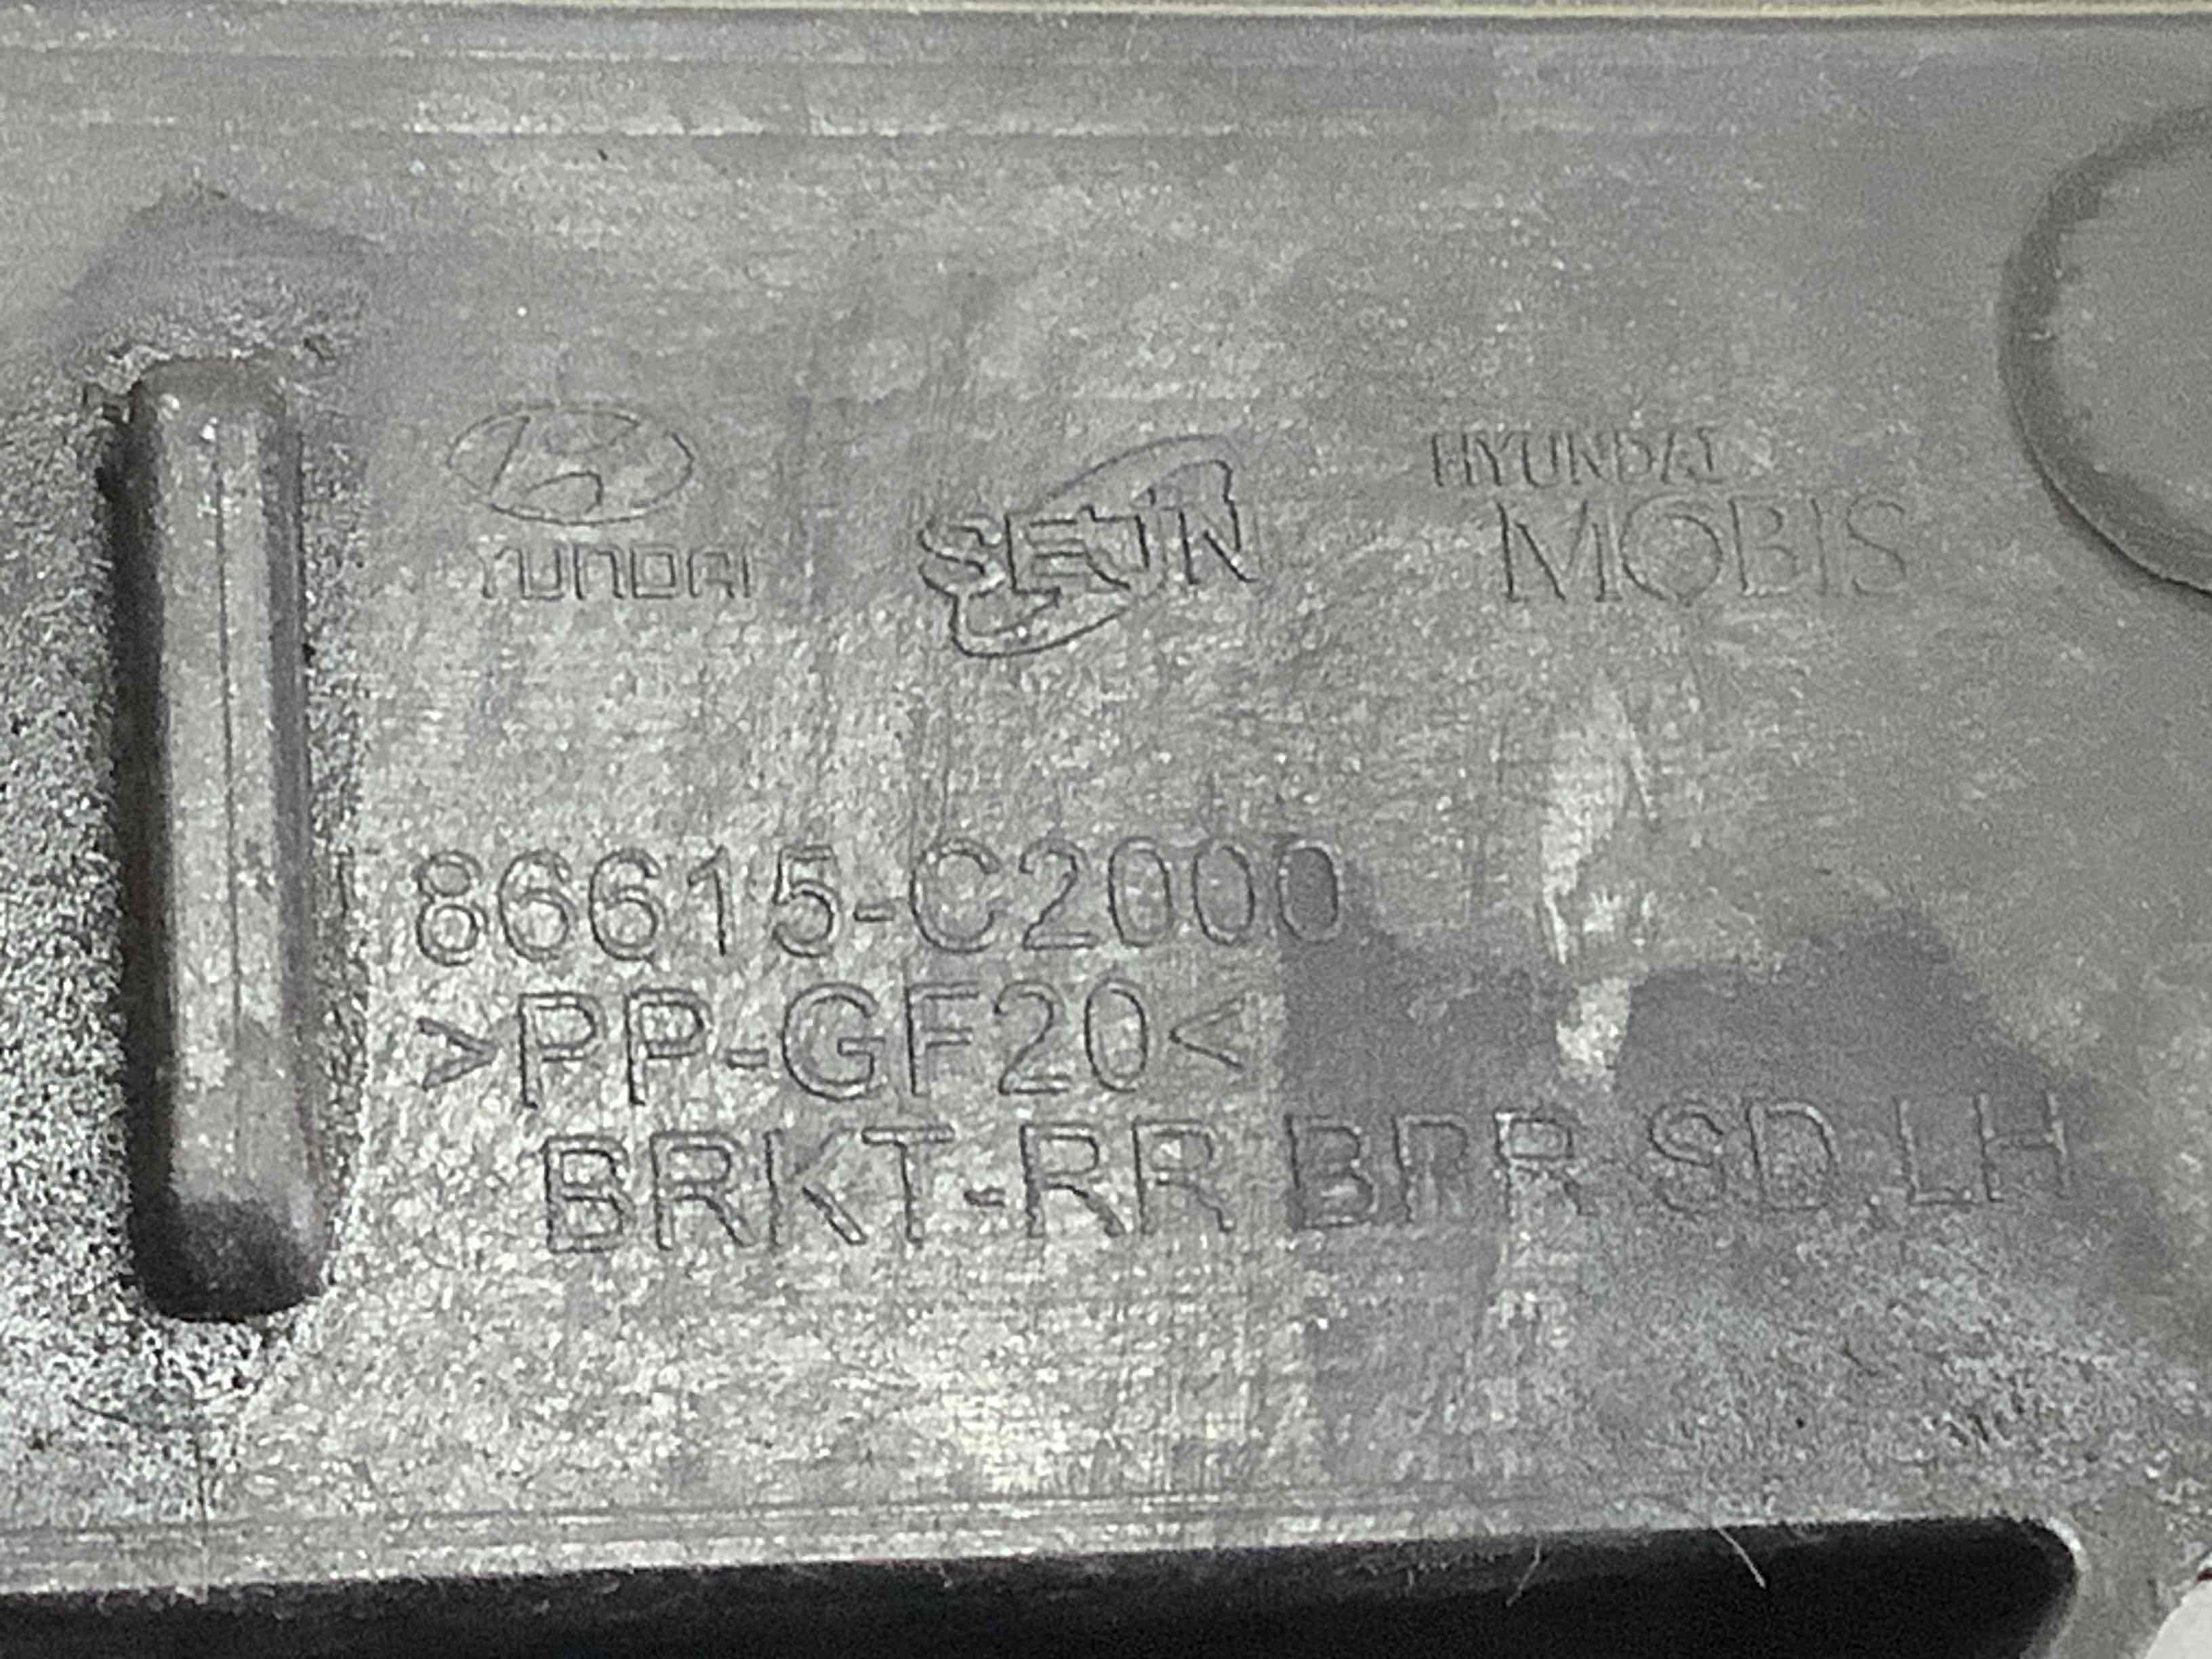 HYUNDAI SEJIN HYUNDAI MOBIS
86615-C2000
>PP-GF20<
BRKT-RR BPR SD,LH